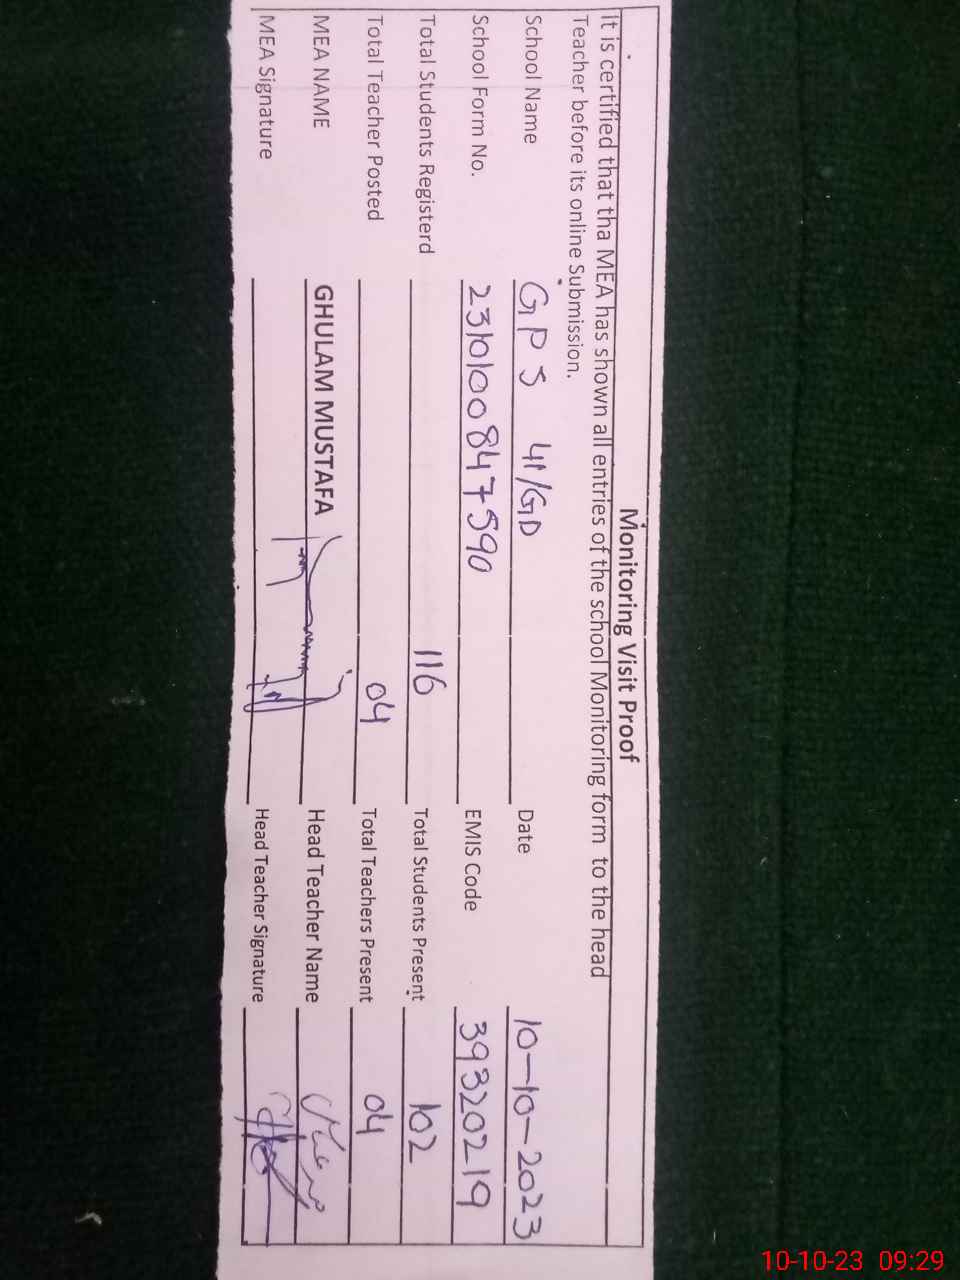 Monitoring Visit Proof
It is certified that tha MEA has shown all entries of the school Monitoring form to the head
Teacher before its online Submission.
School Name GPS 41/GD Date 10-10-2023
School Form No. 2310100847590 EMIS Code 39320219
Total Students Registerd 116 Total Students Present 102
Total Teacher Posted 04 Total Teachers Present 04
MEA NAME GHULAM MUSTAFA Head Teacher Name
MEA Signature Head Teacher Signature
10-10-23 09:29